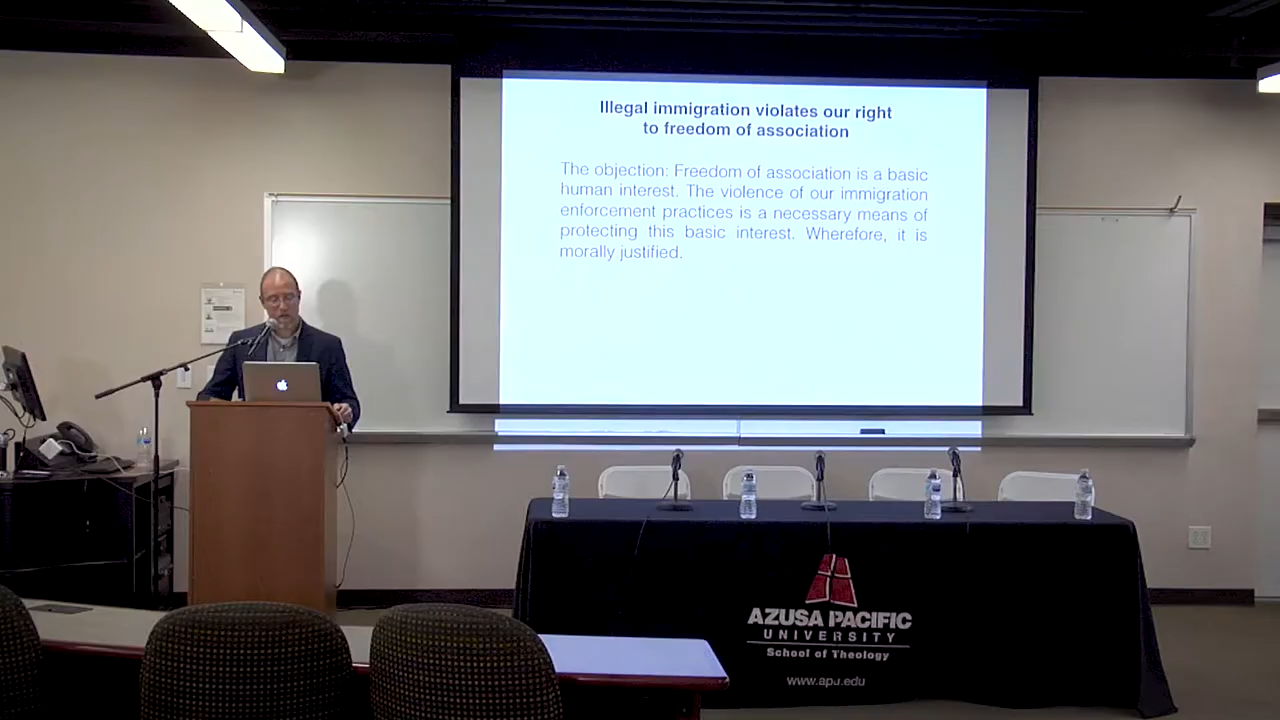 Illegal immigration violates our right
to freedom of association
The objection: Freedom of association is a basic
human interest. The violence of our immigration
enforcement practices is a necessary means of
protecting this basic interest. Wherefore, it is
morally justified.
AZUSA PACIFIC
UNIVERSITY
School of Theology
www.apu.edu